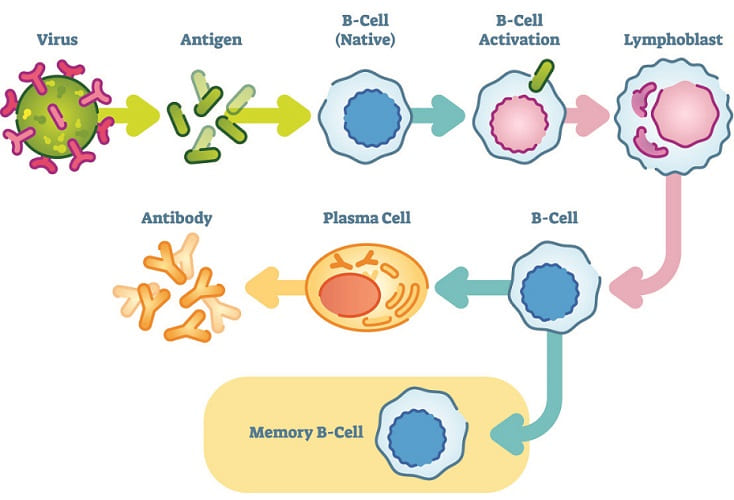 Virus
Antigen
B-Cell
(Native)
B-Cell
Activation
Lymphoblast
Antibody
Plasma Cell
B-Cell
Memory B-Cell